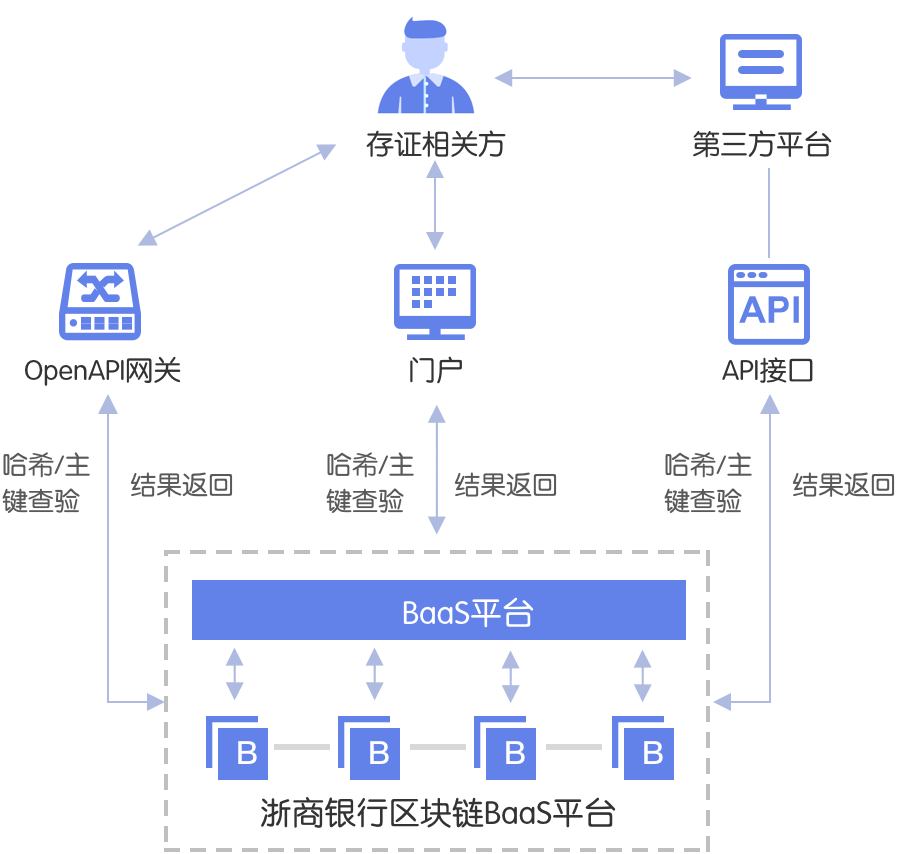 存证相关方
第三方平台
API
OpenAPI网关
门户
API接口
哈希/主
键查验
结果返回
哈希/主
键查验
结果返回
哈希/主
键查验
结果返回
BaaS平台
B
B
B
B
浙商银行区块链BaaS平台